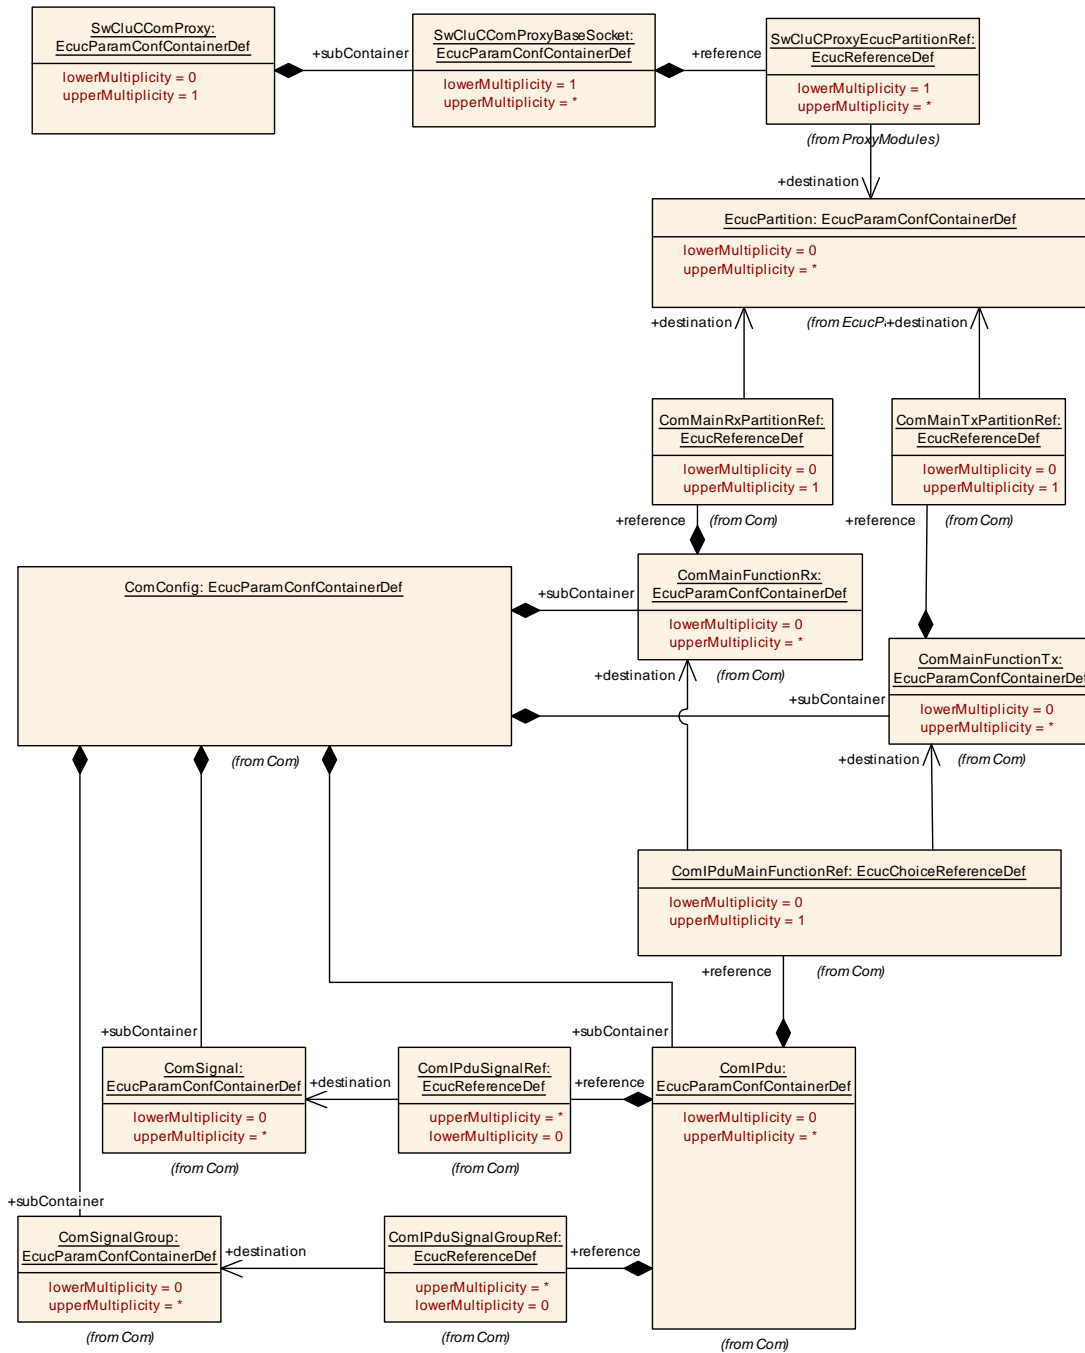 SwCluCComProxy:
EcucParamConfContainerDef
lowerMultiplicity = 0
upperMultiplicity = 1
+subContainer
SwCluCComProxyBaseSocket:
EcucParamConfContainerDef
lowerMultiplicity = 1
upperMultiplicity = *
+reference
SwCluCProxyEcucPartitionRef:
EcucReferenceDef
lowerMultiplicity = 1
upperMultiplicity = *
(from ProxyModules)
+destination
EcucPartition: EcucParamConfContainerDef
lowerMultiplicity = 0
upperMultiplicity = *
+destination
(from EcucP
+destination
ComMainRxPartitionRef:
EcucReferenceDef
lowerMultiplicity = 0
upperMultiplicity = 1
(from Com)
+reference
ComMainTxPartitionRef:
EcucReferenceDef
lowerMultiplicity = 0
upperMultiplicity = 1
(from Com)
+reference
ComConfig: EcucParamConfContainerDef
(from Com)
+subContainer
ComMainFunctionRx:
EcucParamConfContainerDef
lowerMultiplicity = 0
upperMultiplicity = *
(from Com)
+destination
+subContainer
ComMainFunctionTx:
EcucParamConfContainerDef
lowerMultiplicity = 0
upperMultiplicity = *
(from Com)
+destination
ComIPduMainFunctionRef: EcucChoiceReferenceDef
lowerMultiplicity = 0
upperMultiplicity = 1
(from Com)
+reference
+subContainer
ComSignal:
EcucParamConfContainerDef
lowerMultiplicity = 0
upperMultiplicity = *
(from Com)
+destination
ComIPduSignalRef:
EcucReferenceDef
upperMultiplicity = *
lowerMultiplicity = 0
(from Com)
+reference
+subContainer
ComIPdu:
EcucParamConfContainerDef
lowerMultiplicity = 0
upperMultiplicity = *
(from Com)
+subContainer
ComSignalGroup:
EcucParamConfContainerDef
lowerMultiplicity = 0
upperMultiplicity = *
(from Com)
+destination
ComIPduSignalGroupRef:
EcucReferenceDef
upperMultiplicity = *
lowerMultiplicity = 0
(from Com)
+reference